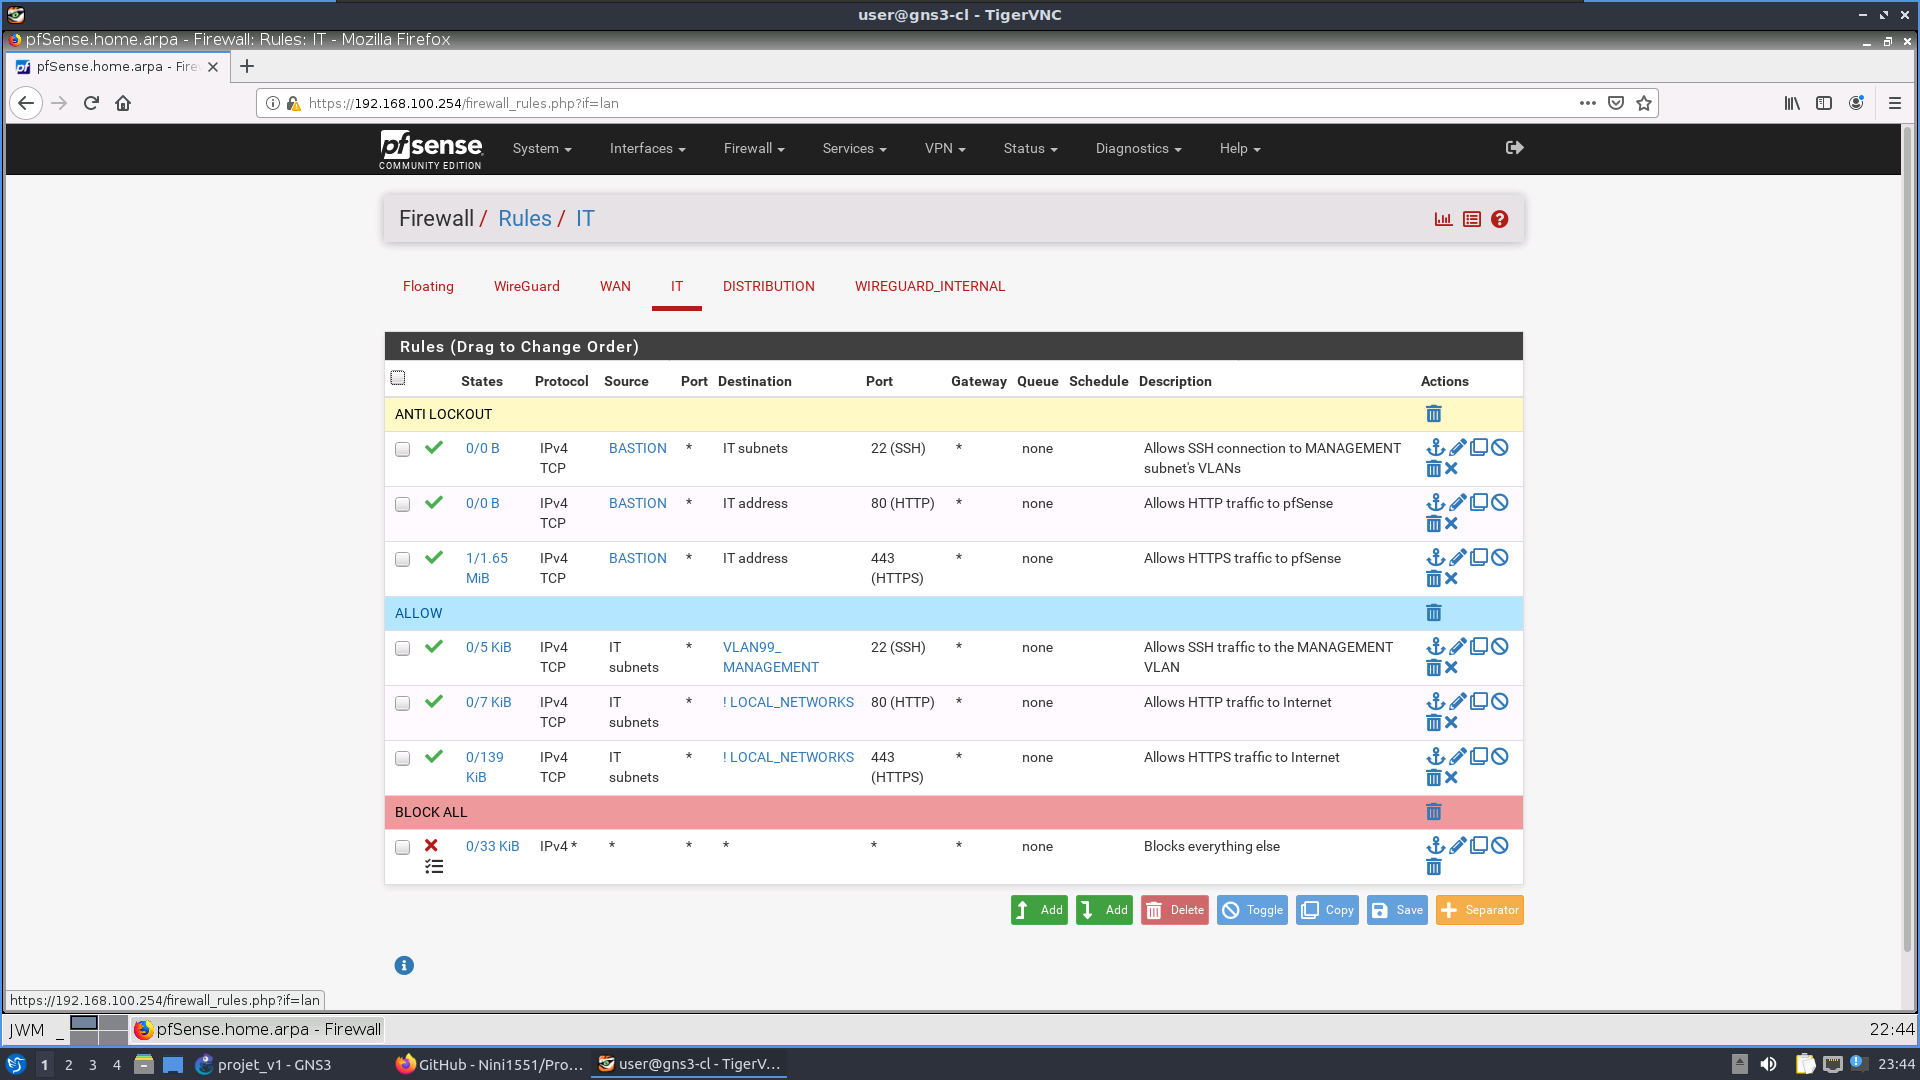 user@gns3-cl - TigerVNC
pfSense.home.arpa - Firewall: Rules: IT - Mozilla Firefox
pfSense.home.arpa - Fire
https://192.168.100.254/firewall_rules.php?if=lan
pfsense
COMMUNITY EDITION
System Interfaces Firewall Services VPN Status Diagnostics Help
Firewall / Rules / IT
Floating WireGuard WAN IT DISTRIBUTION WIREGUARD_INTERNAL
Rules (Drag to Change Order)
States Protocol Source Port Destination Port Gateway Queue Schedule Description Actions
ANTI LOCKOUT
0/0 B IPv4 BASTION * IT subnets 22 (SSH) * none Allows SSH connection to MANAGEMENT
TCP subnet's VLANs
0/0 B IPv4 BASTION * IT address 80 (HTTP) * none Allows HTTP traffic to pfSense
TCP
1/1.65 IPv4 BASTION * IT address 443 * none Allows HTTPS traffic to pfSense
MiB TCP (HTTPS)
ALLOW
0/5 KiB IPv4 IT * VLAN99_ 22 (SSH) * none Allows SSH traffic to the MANAGEMENT
TCP subnets MANAGEMENT VLAN
0/7 KiB IPv4 IT * ! LOCAL_NETWORKS 80 (HTTP) * none Allows HTTP traffic to Internet
TCP subnets
0/139 IPv4 IT * ! LOCAL_NETWORKS 443 * none Allows HTTPS traffic to Internet
KiB TCP subnets (HTTPS)
BLOCK ALL
0/33 KiB IPv4 * * * * * * none Blocks everything else
Add Add Delete Toggle Copy Save Separator
https://192.168.100.254/firewall_rules.php?if=lan
JWM _ pfSense.home.arpa - Firewall 22:44
1 2 3 4 projet_v1 - GNS3 GitHub - Nini1551/Pro... user@gns3-cl - TigerV... 23:44